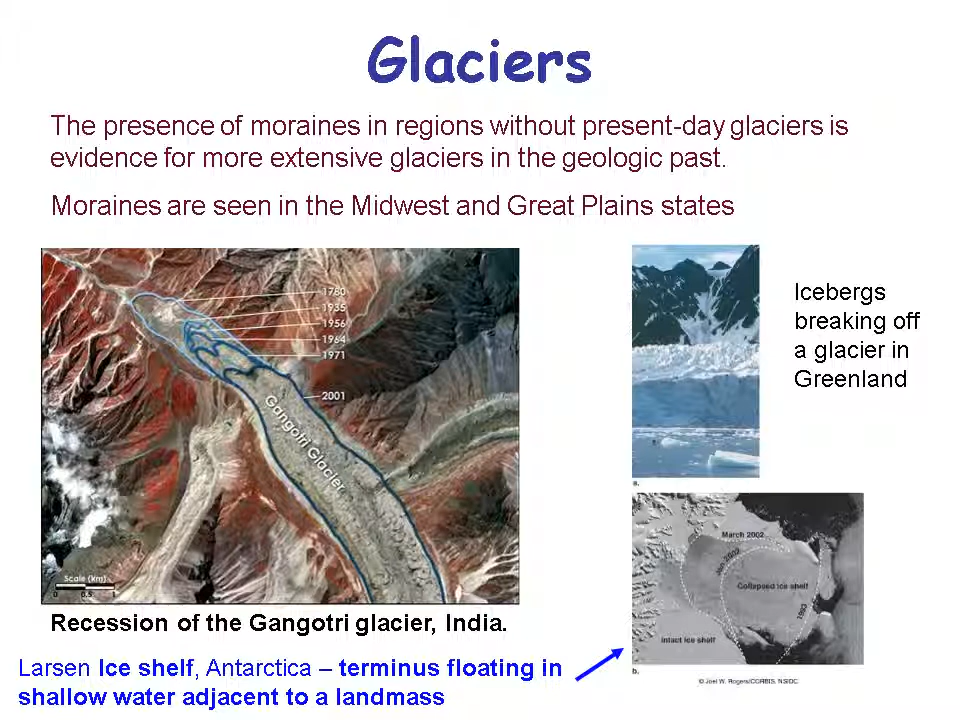 Glaciers
The presence of moraines in regions without present-day glaciers is
evidence for more extensive glaciers in the geologic past.
Moraines are seen in the Midwest and Great Plains states
1780
1935
1956
1964
1971
2001
Gangotri Glacier
Scale (km)
0 0.5 1
Recession of the Gangotri glacier, India.
Icebergs
breaking off
a glacier in
Greenland
a.
March 2002
Jan 2002
Collapsed ice shelf
1993
Intact ice shelf
b.
© Joel W. Rogers/CORBIS, NSIDC
Larsen Ice shelf, Antarctica – terminus floating in
shallow water adjacent to a landmass